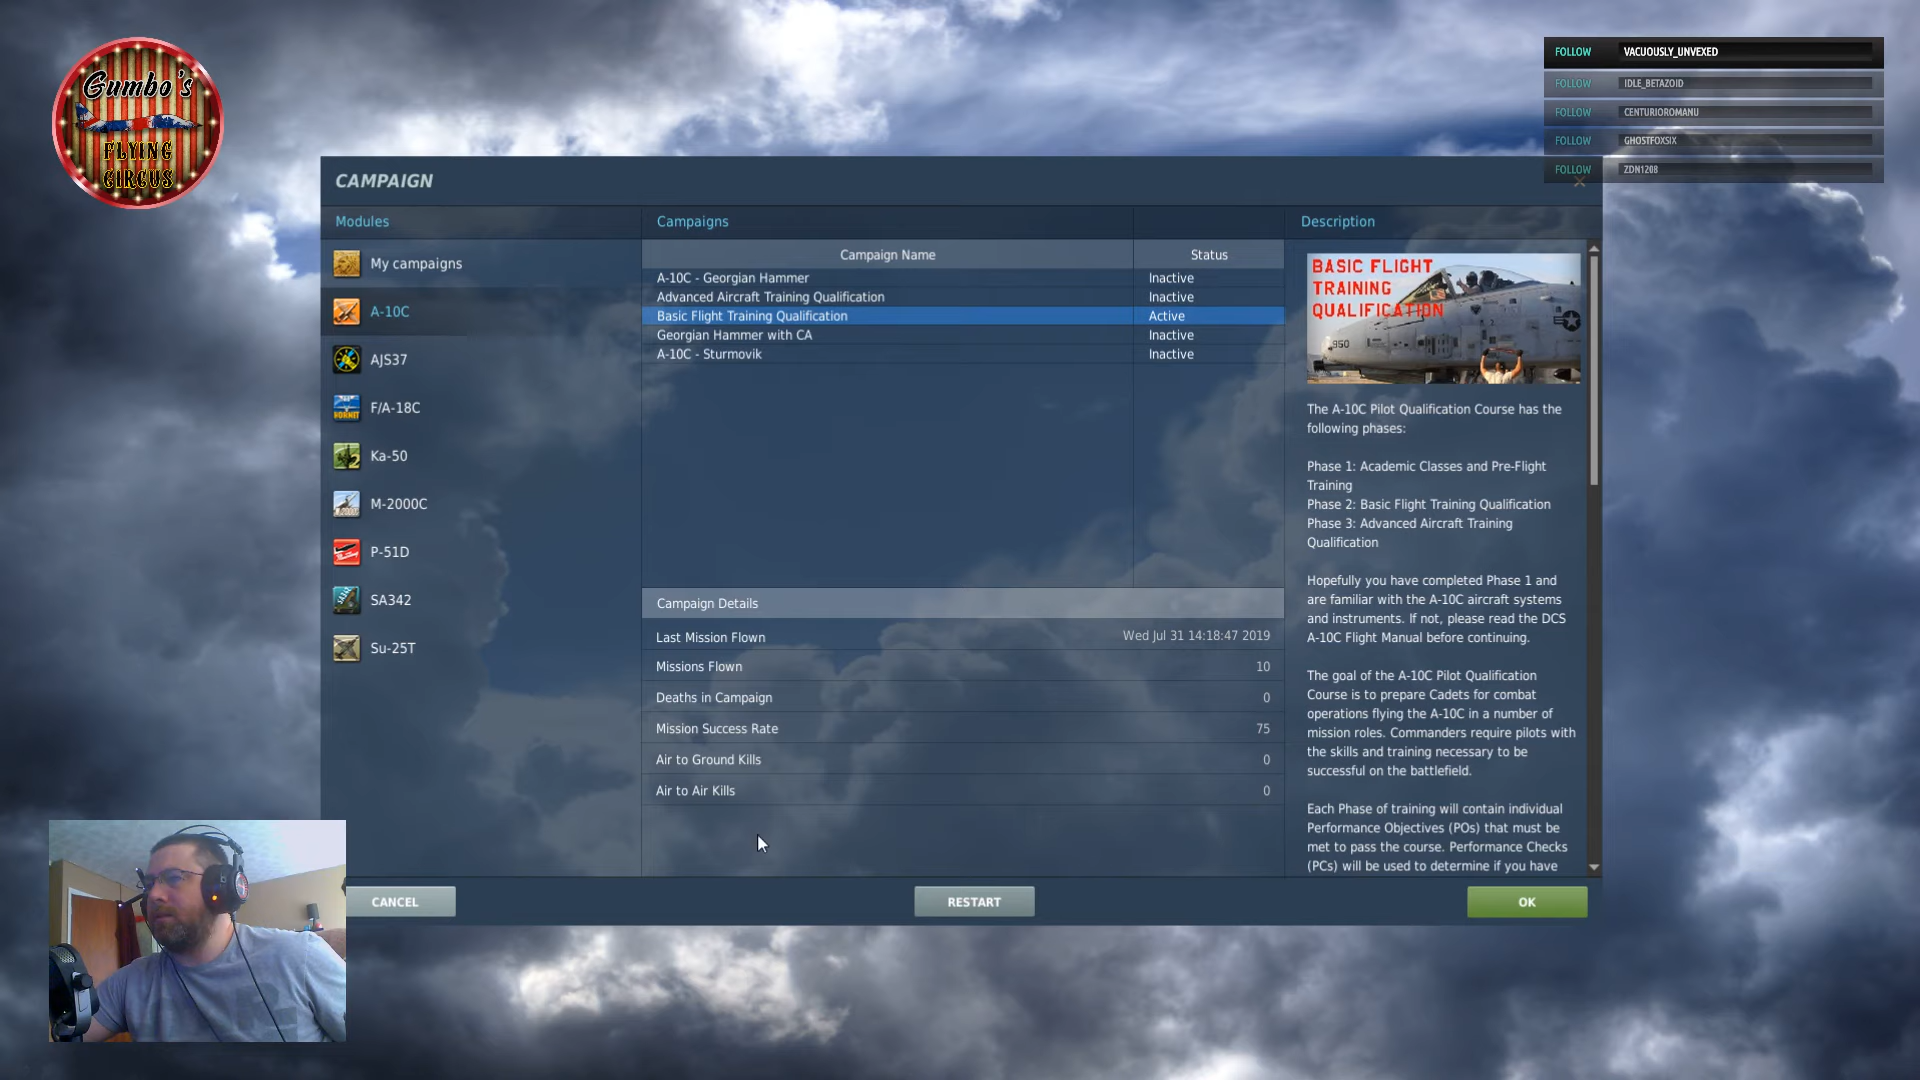 Gumbo's
FLYING
CIRCUS
FOLLOW VACUOUSLY_UNVEXED
FOLLOW IDLE_BETAZOID
FOLLOW CENTURIOROMANU
FOLLOW GHOSTFOXSIX
FOLLOW ZDN1208
CAMPAIGN
Modules
My campaigns
A-10C
AJS37
F/A-18C
Ka-50
M-2000C
P-51D
SA342
Su-25T
Campaigns
Campaign Name Status
A-10C - Georgian Hammer Inactive
Advanced Aircraft Training Qualification Inactive
Basic Flight Training Qualification Active
Georgian Hammer with CA Inactive
A-10C - Sturmovik Inactive
Campaign Details
Last Mission Flown Wed Jul 31 14:18:47 2019
Missions Flown 10
Deaths in Campaign 0
Mission Success Rate 75
Air to Ground Kills 0
Air to Air Kills 0
Description
BASIC FLIGHT
TRAINING
QUALIFICATION
950
The A-10C Pilot Qualification Course has the
following phases:
Phase 1: Academic Classes and Pre-Flight
Training
Phase 2: Basic Flight Training Qualification
Phase 3: Advanced Aircraft Training
Qualification
Hopefully you have completed Phase 1 and
are familiar with the A-10C aircraft systems
and instruments. If not, please read the DCS
A-10C Flight Manual before continuing.
The goal of the A-10C Pilot Qualification
Course is to prepare Cadets for combat
operations flying the A-10C in a number of
mission roles. Commanders require pilots with
the skills and training necessary to be
successful on the battlefield.
Each Phase of training will contain individual
Performance Objectives (POs) that must be
met to pass the course. Performance Checks
(PCs) will be used to determine if you have
CANCEL
RESTART
OK